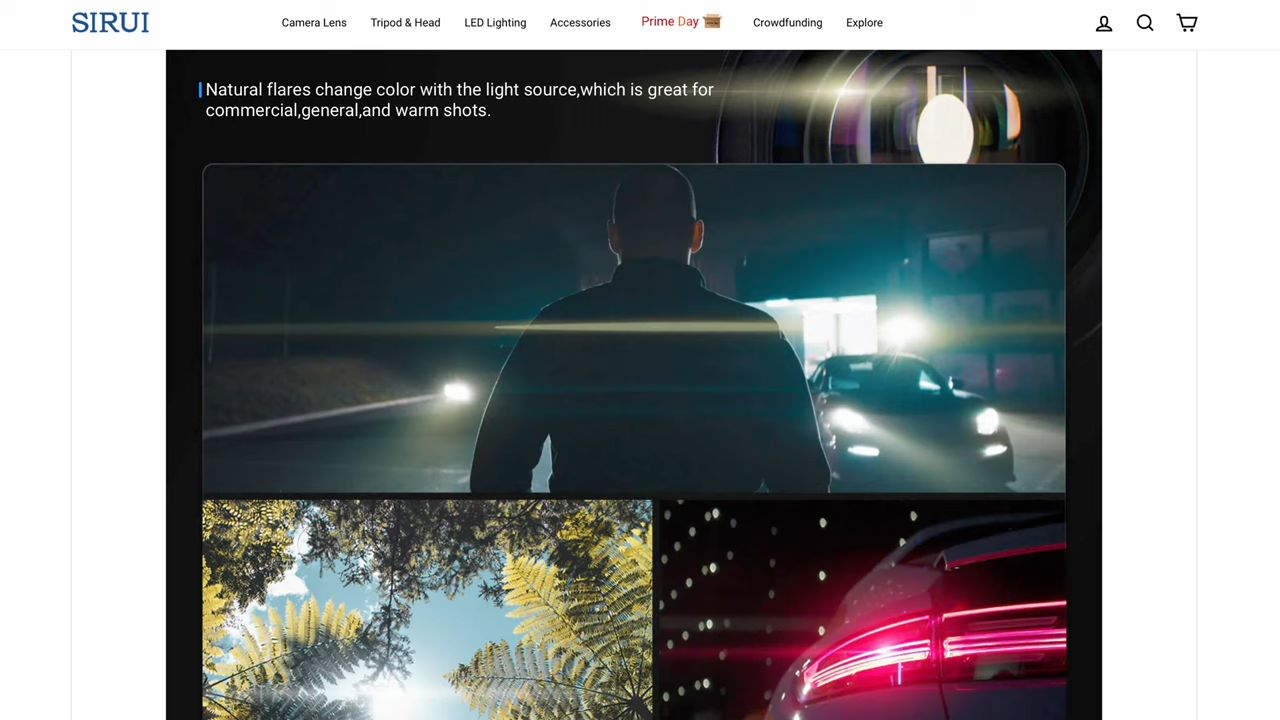 SIRUI
Camera Lens
Tripod & Head
LED Lighting
Accessories
Prime Day
Crowdfunding
Explore
Natural flares change color with the light source,which is great for
commercial,general,and warm shots.